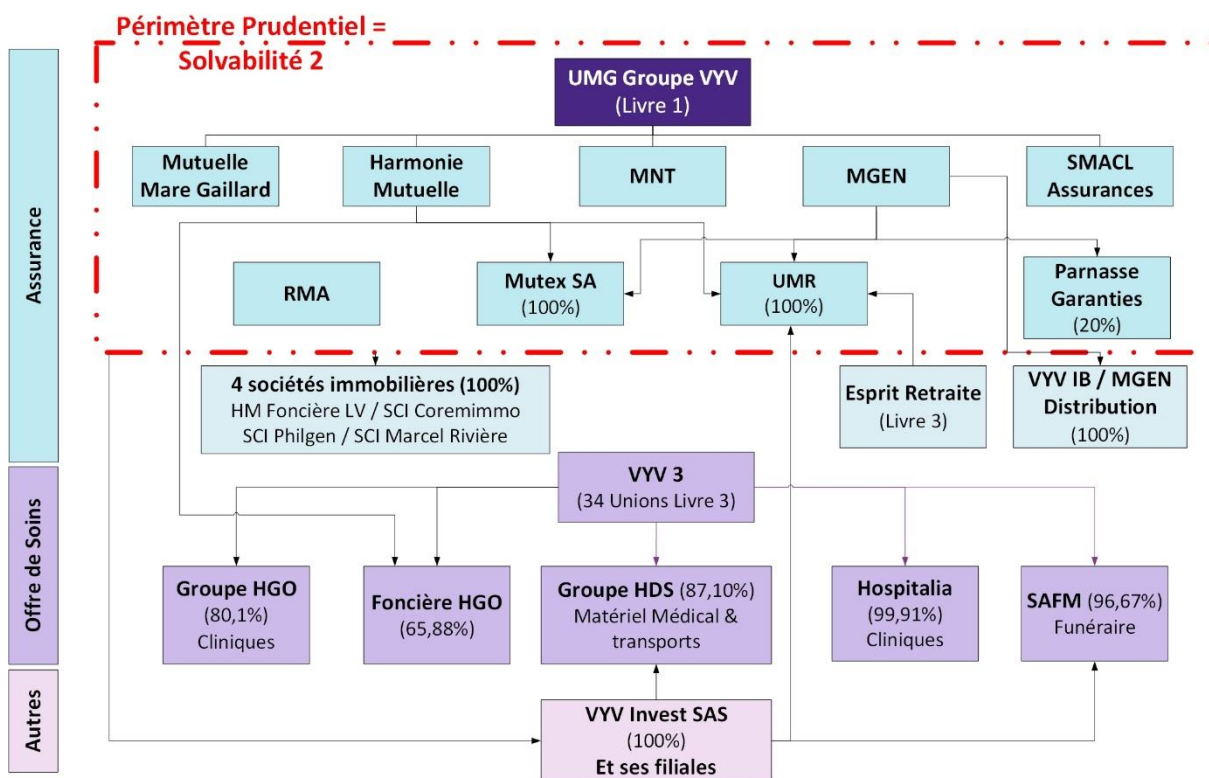 Périmètre Prudentiel =
Solvabilité 2
Assurance
UMG Groupe VYV
(Livre 1)
Mutuelle
Mare Gaillard
Harmonie
Mutuelle
MNT
MGEN
SMACL
Assurances
RMA
Mutex SA
(100%)
UMR
(100%)
Parnasse
Garanties
(20%)
4 sociétés immobilières (100%)
HM Foncière LV / SCI Coremimmo
SCI Philgen / SCI Marcel Rivière
Esprit Retraite
(Livre 3)
VYV IB / MGEN
Distribution
(100%)
Offre de Soins
VYV 3
(34 Unions Livre 3)
Groupe HGO
(80,1%)
Cliniques
Foncière HGO
(65,88%)
Groupe HDS (87,10%)
Matériel Médical &
transports
Hospitalia
(99,91%)
Cliniques
SAFM (96,67%)
Funéraire
Autres
VYV Invest SAS
(100%)
Et ses filiales